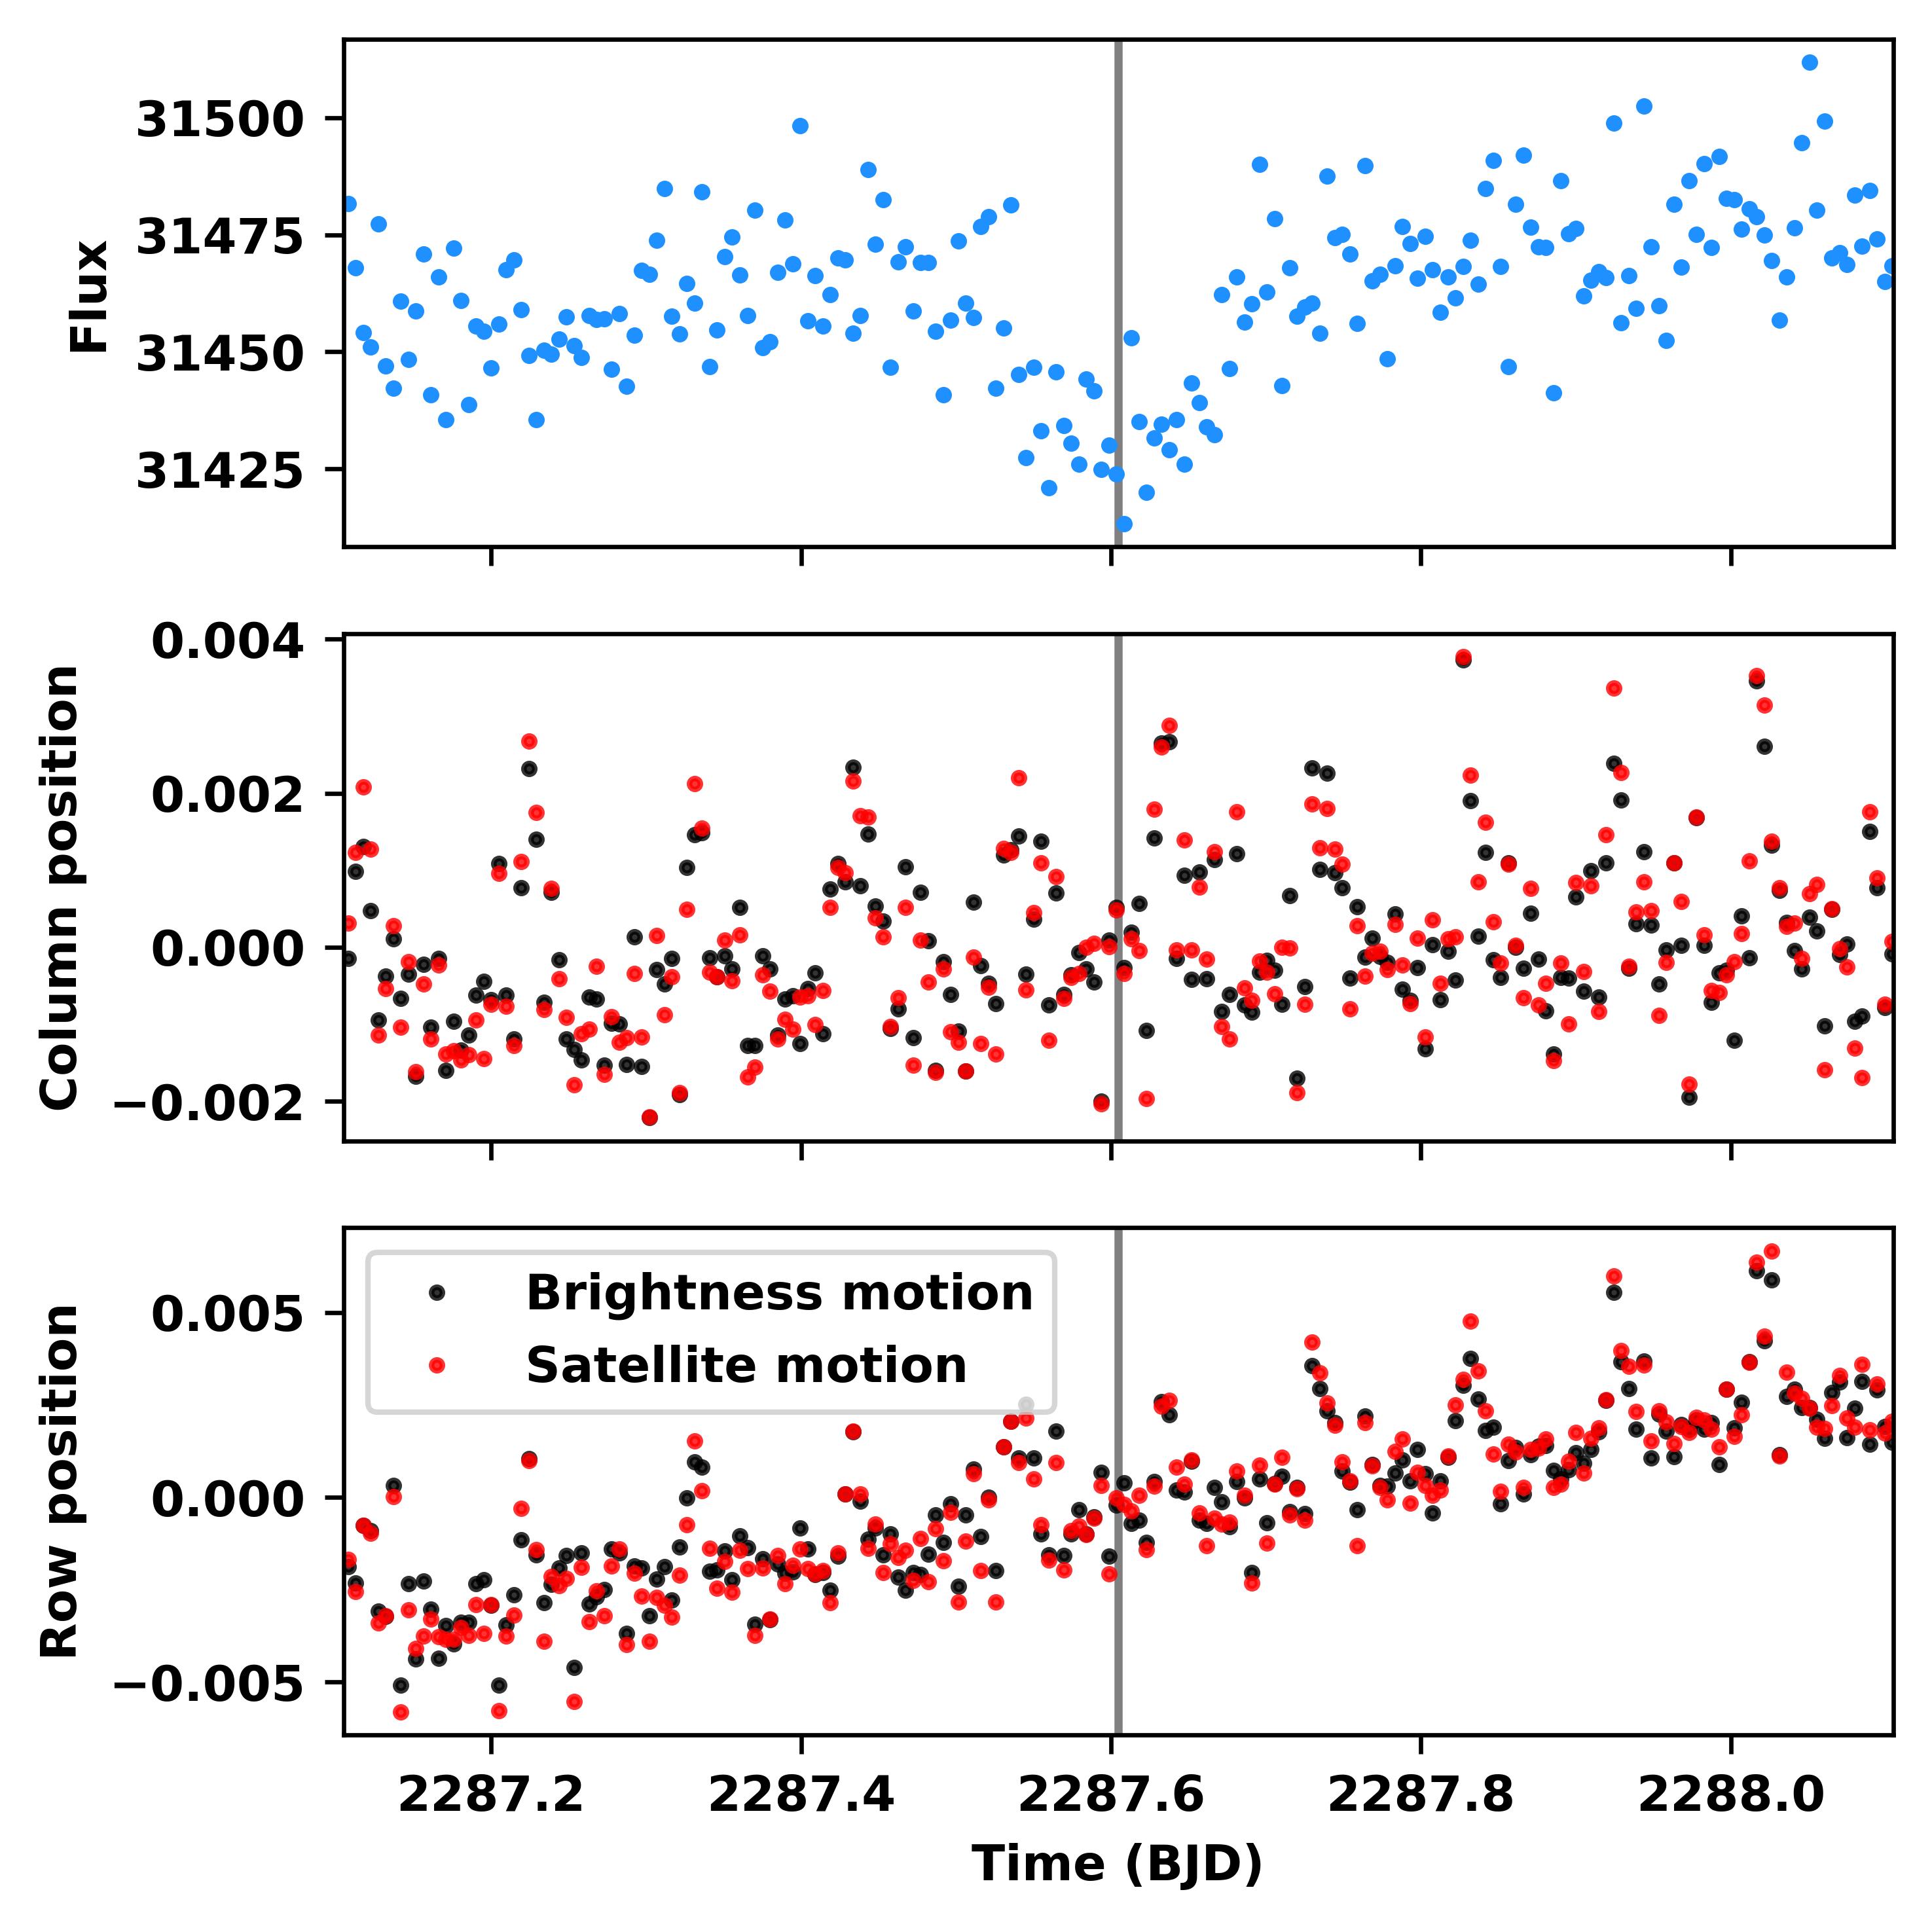 Flux
31500
31475
31450
31425
Column position
0.004
0.002
0.000
−0.002
Row position
0.005
0.000
−0.005
Brightness motion
Satellite motion
2287.2 2287.4 2287.6 2287.8 2288.0
Time (BJD)